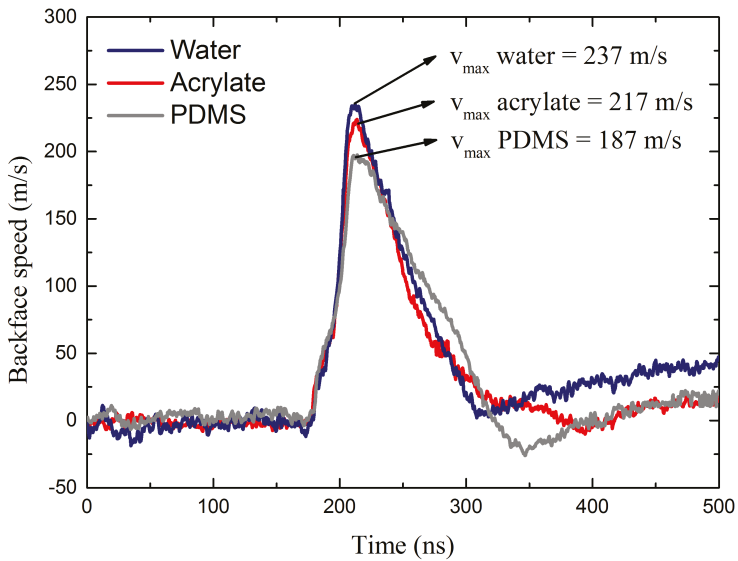 300
250
200
150
100
50
0
-50
Backface speed (m/s)
Water
Acrylate
PDMS
vmax water = 237 m/s
vmax acrylate = 217 m/s
vmax PDMS = 187 m/s
0 100 200 300 400 500
Time (ns)